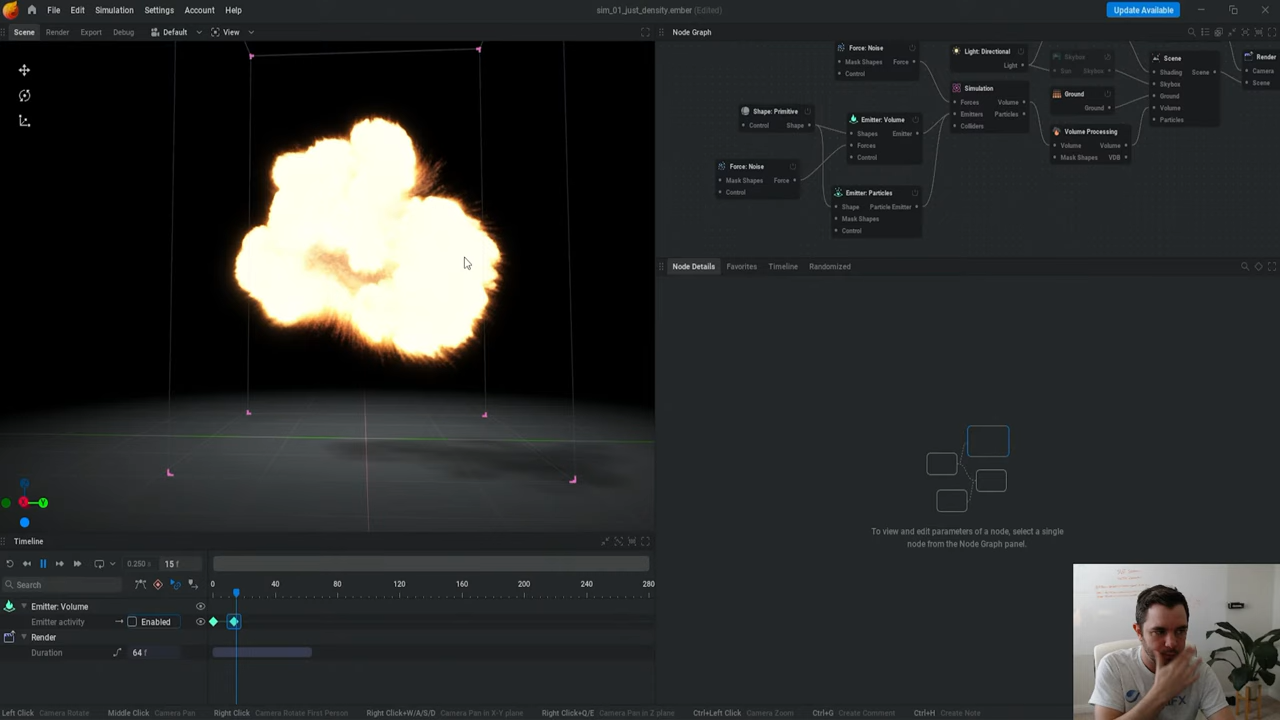 File Edit Simulation Assets Account Help
sim_01_just_density.ember (Edited)
Update Available
Scene Render Export Debug
Default View
Node Graph
Force: Noise
Mask Shapes Force
Control
Light: Directional
Light
Skybox
Sun Skybox
Scene
Shading Scene
Skybox
Ground
Volume
Particles
Render
Camera
Scene
Simulation
Forces Volume
Emitters Particles
Colliders
Ground
Ground
Shape: Primitive
Control Shape
Emitter: Volume
Shapes Emitter
Forces
Control
Volume Processing
Volume Volume
Mask Shapes VDB
Force: Noise
Mask Shapes Force
Control
Emitter: Particles
Shape Particle Emitter
Mask Shapes
Control
Node Details Favorites Timeline Randomized
To view and edit parameters of a node, select a single
node from the Node Graph panel.
Timeline
0.250 s 15 f
Search
0 40 80 120 160 200 240 280
Emitter: Volume
Emitter activity Enabled
Render
Duration 64 f
Left Click Camera Rotate Middle Click Camera Pan Right Click Camera Rotate First Person Right Click+W/A/S/D Camera Pan in X-Y plane Right Click+Q/E Camera Pan in Z plane Ctrl+Left Click Camera Zoom Ctrl+G Create Comment Ctrl+H Create Note